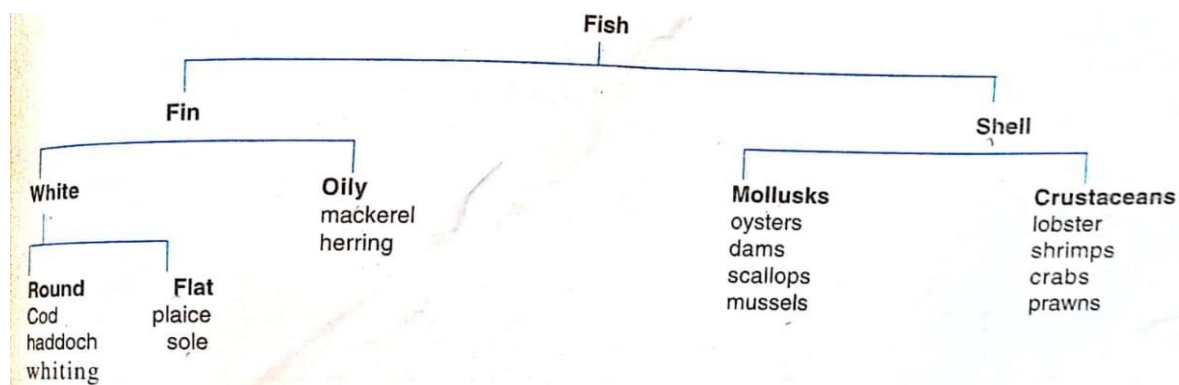 Fish
Fin
Shell
White
Oily
mackerel
herring
Mollusks
oysters
dams
scallops
mussels
Crustaceans
lobster
shrimps
crabs
prawns
Round
Cod
haddoch
whiting
Flat
plaice
sole